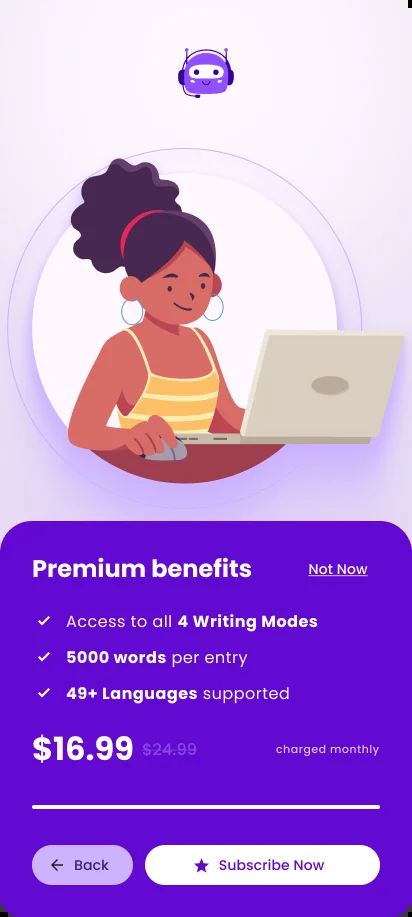 Premium benefits
Not Now
Access to all 4 Writing Modes
5000 words per entry
49+ Languages supported
$16.99 $24.99 charged monthly
Back
Subscribe Now